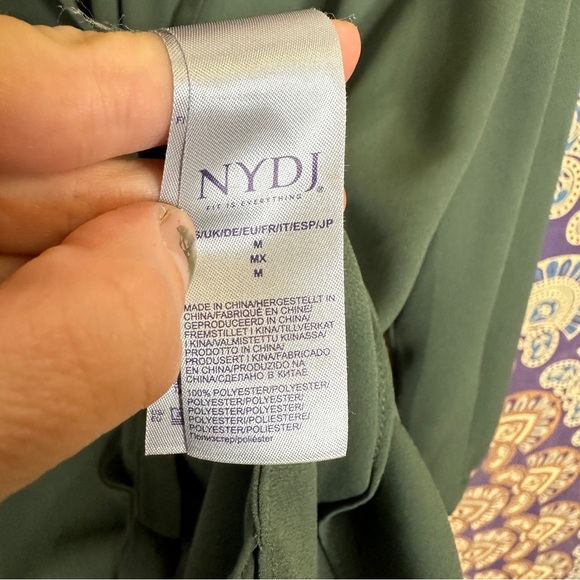 NYDJ®
FIT IS EVERYTHING™
S/UK/DE/EU/FR/IT/ESP/JP
M
MX
M
MADE IN CHINA/HERGESTELLT IN
CHINA/FABRIQUÉ EN CHINE/
GEPRODUCEERD IN CHINA/
FREMSTILLET I KINA/TILLVERKAT
I KINA/VALMISTETTU KIINASSA/
PRODOTTO IN CHINA/
PRODUSERT I KINA/FABRICADO
EN CHINA/PRODUZIDO NA
CHINA/СДЕЛАНО В КИТАЕ
100% POLYESTER/POLYESTER/
POLYESTER/POLYESTER/
POLYESTER/POLYESTER/
POLYESTER/POLIESTERE/
POLYESTER/POLIÉSTER/
Полиэстер/poliéster